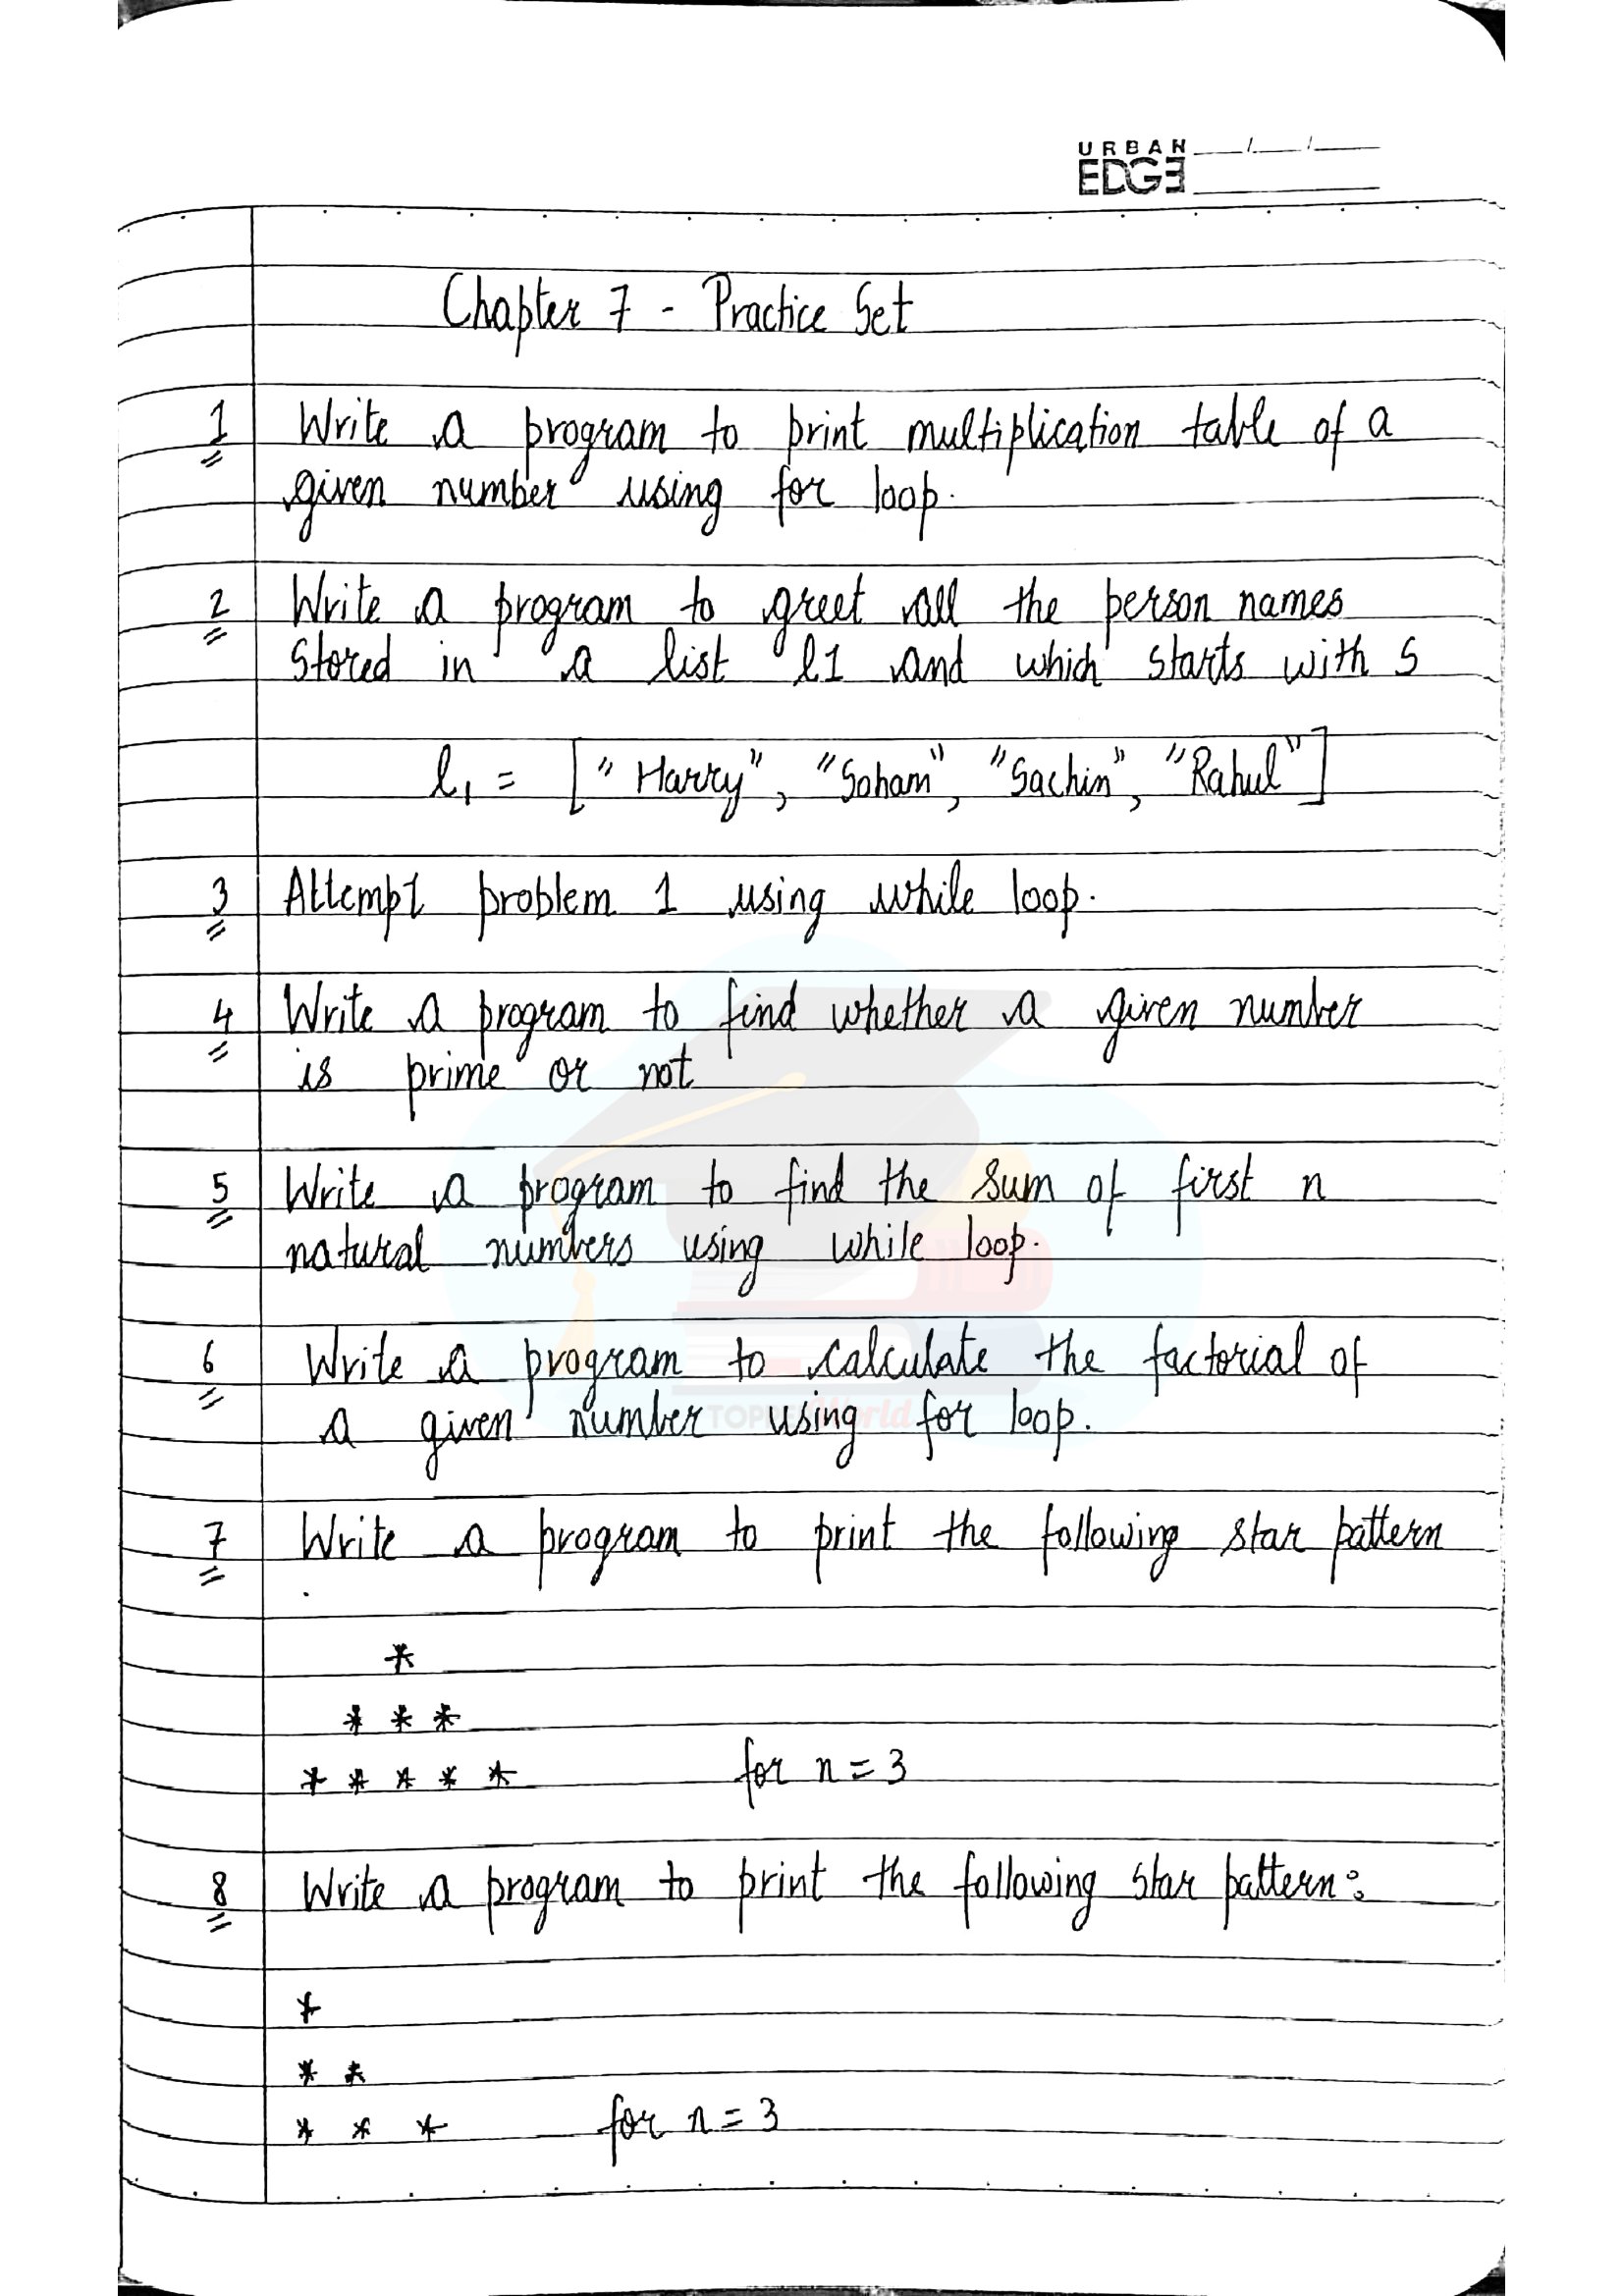 URBAN
EDGE
Chapter 7 - Practice Set
1 Write a program to print multiplication table of a
given number using for loop.
2 Write a program to greet all the person names
Stored in a list l1 and which starts with S
l1 = ["Harry", "Soham", "Sachin", "Rahul"]
3 Attempt problem 1 using while loop.
4 Write a program to find whether a given number
is prime or not
5 Write a program to find the Sum of first n
natural numbers using while loop.
6 Write a program to calculate the factorial of
a given number using for loop.
TOPPERWorld
7 Write a program to print the following star pattern
*
* * *
* * * * * for n = 3
8 Write a program to print the following star pattern:
*
* *
* * * for n = 3